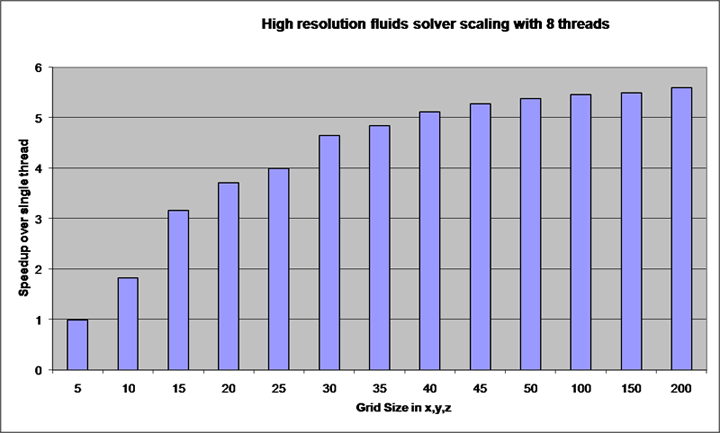 High resolution fluids solver scaling with 8 threads
6
5
4
3
2
1
0
Speedup over single thread
5 10 15 20 25 30 35 40 45 50 100 150 200
Grid Size in x,y,z